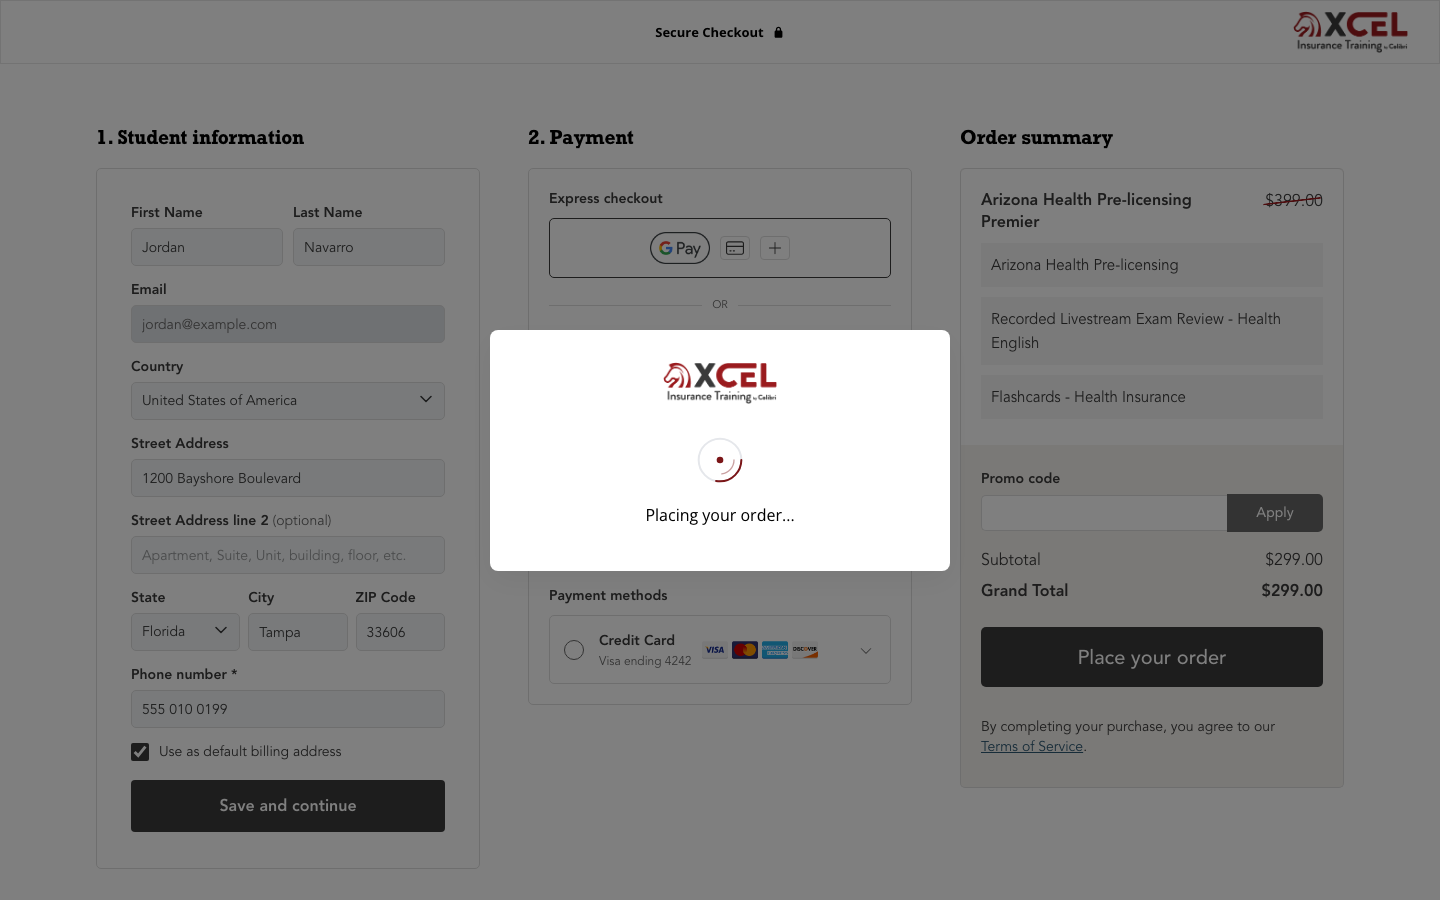 Secure Checkout
XCEL
Insurance Training by Colibri
1. Student information
First Name
Last Name
Jordan
Navarro
Email
jordan@example.com
Country
United States of America
Street Address
1200 Bayshore Boulevard
Street Address line 2 (optional)
Apartment, Suite, Unit, building, floor, etc.
State
City
ZIP Code
Florida
Tampa
33606
Phone number *
555 010 0199
Use as default billing address
Save and continue
2. Payment
Express checkout
G Pay
OR
XCEL
Insurance Training by Colibri
Placing your order...
Payment methods
Credit Card
Visa ending 4242
VISA
DISCOVER
Order summary
Arizona Health Pre-licensing
Premier
$399.00
Arizona Health Pre-licensing
Recorded Livestream Exam Review - Health
English
Flashcards - Health Insurance
Promo code
Apply
Subtotal
$299.00
Grand Total
$299.00
Place your order
By completing your purchase, you agree to our
Terms of Service.